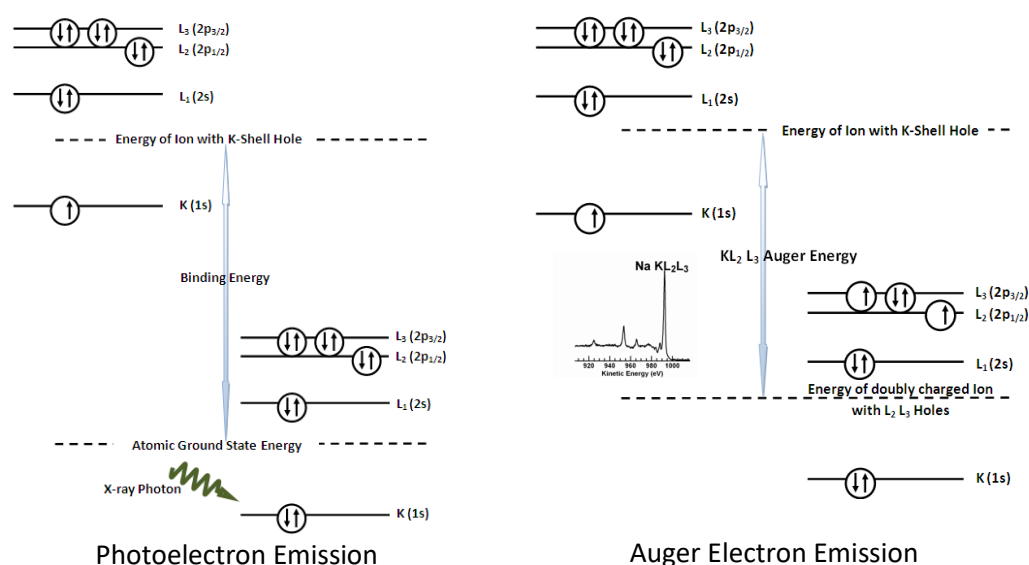 L₃ (2p₃/₂)
L₂ (2p₁/₂)
L₁ (2s)
Energy of Ion with K-Shell Hole
K (1s)
Binding Energy
L₃ (2p₃/₂)
L₂ (2p₁/₂)
L₁ (2s)
Atomic Ground State Energy
X-ray Photon
K (1s)
Photoelectron Emission
L₃ (2p₃/₂)
L₂ (2p₁/₂)
L₁ (2s)
Energy of Ion with K-Shell Hole
K (1s)
KL₂ L₃ Auger Energy
Na KL₂L₃
920 940 960 980 1000
Kinetic Energy (eV)
L₃ (2p₃/₂)
L₂ (2p₁/₂)
L₁ (2s)
Energy of doubly charged Ion
with L₂ L₃ Holes
K (1s)
Auger Electron Emission